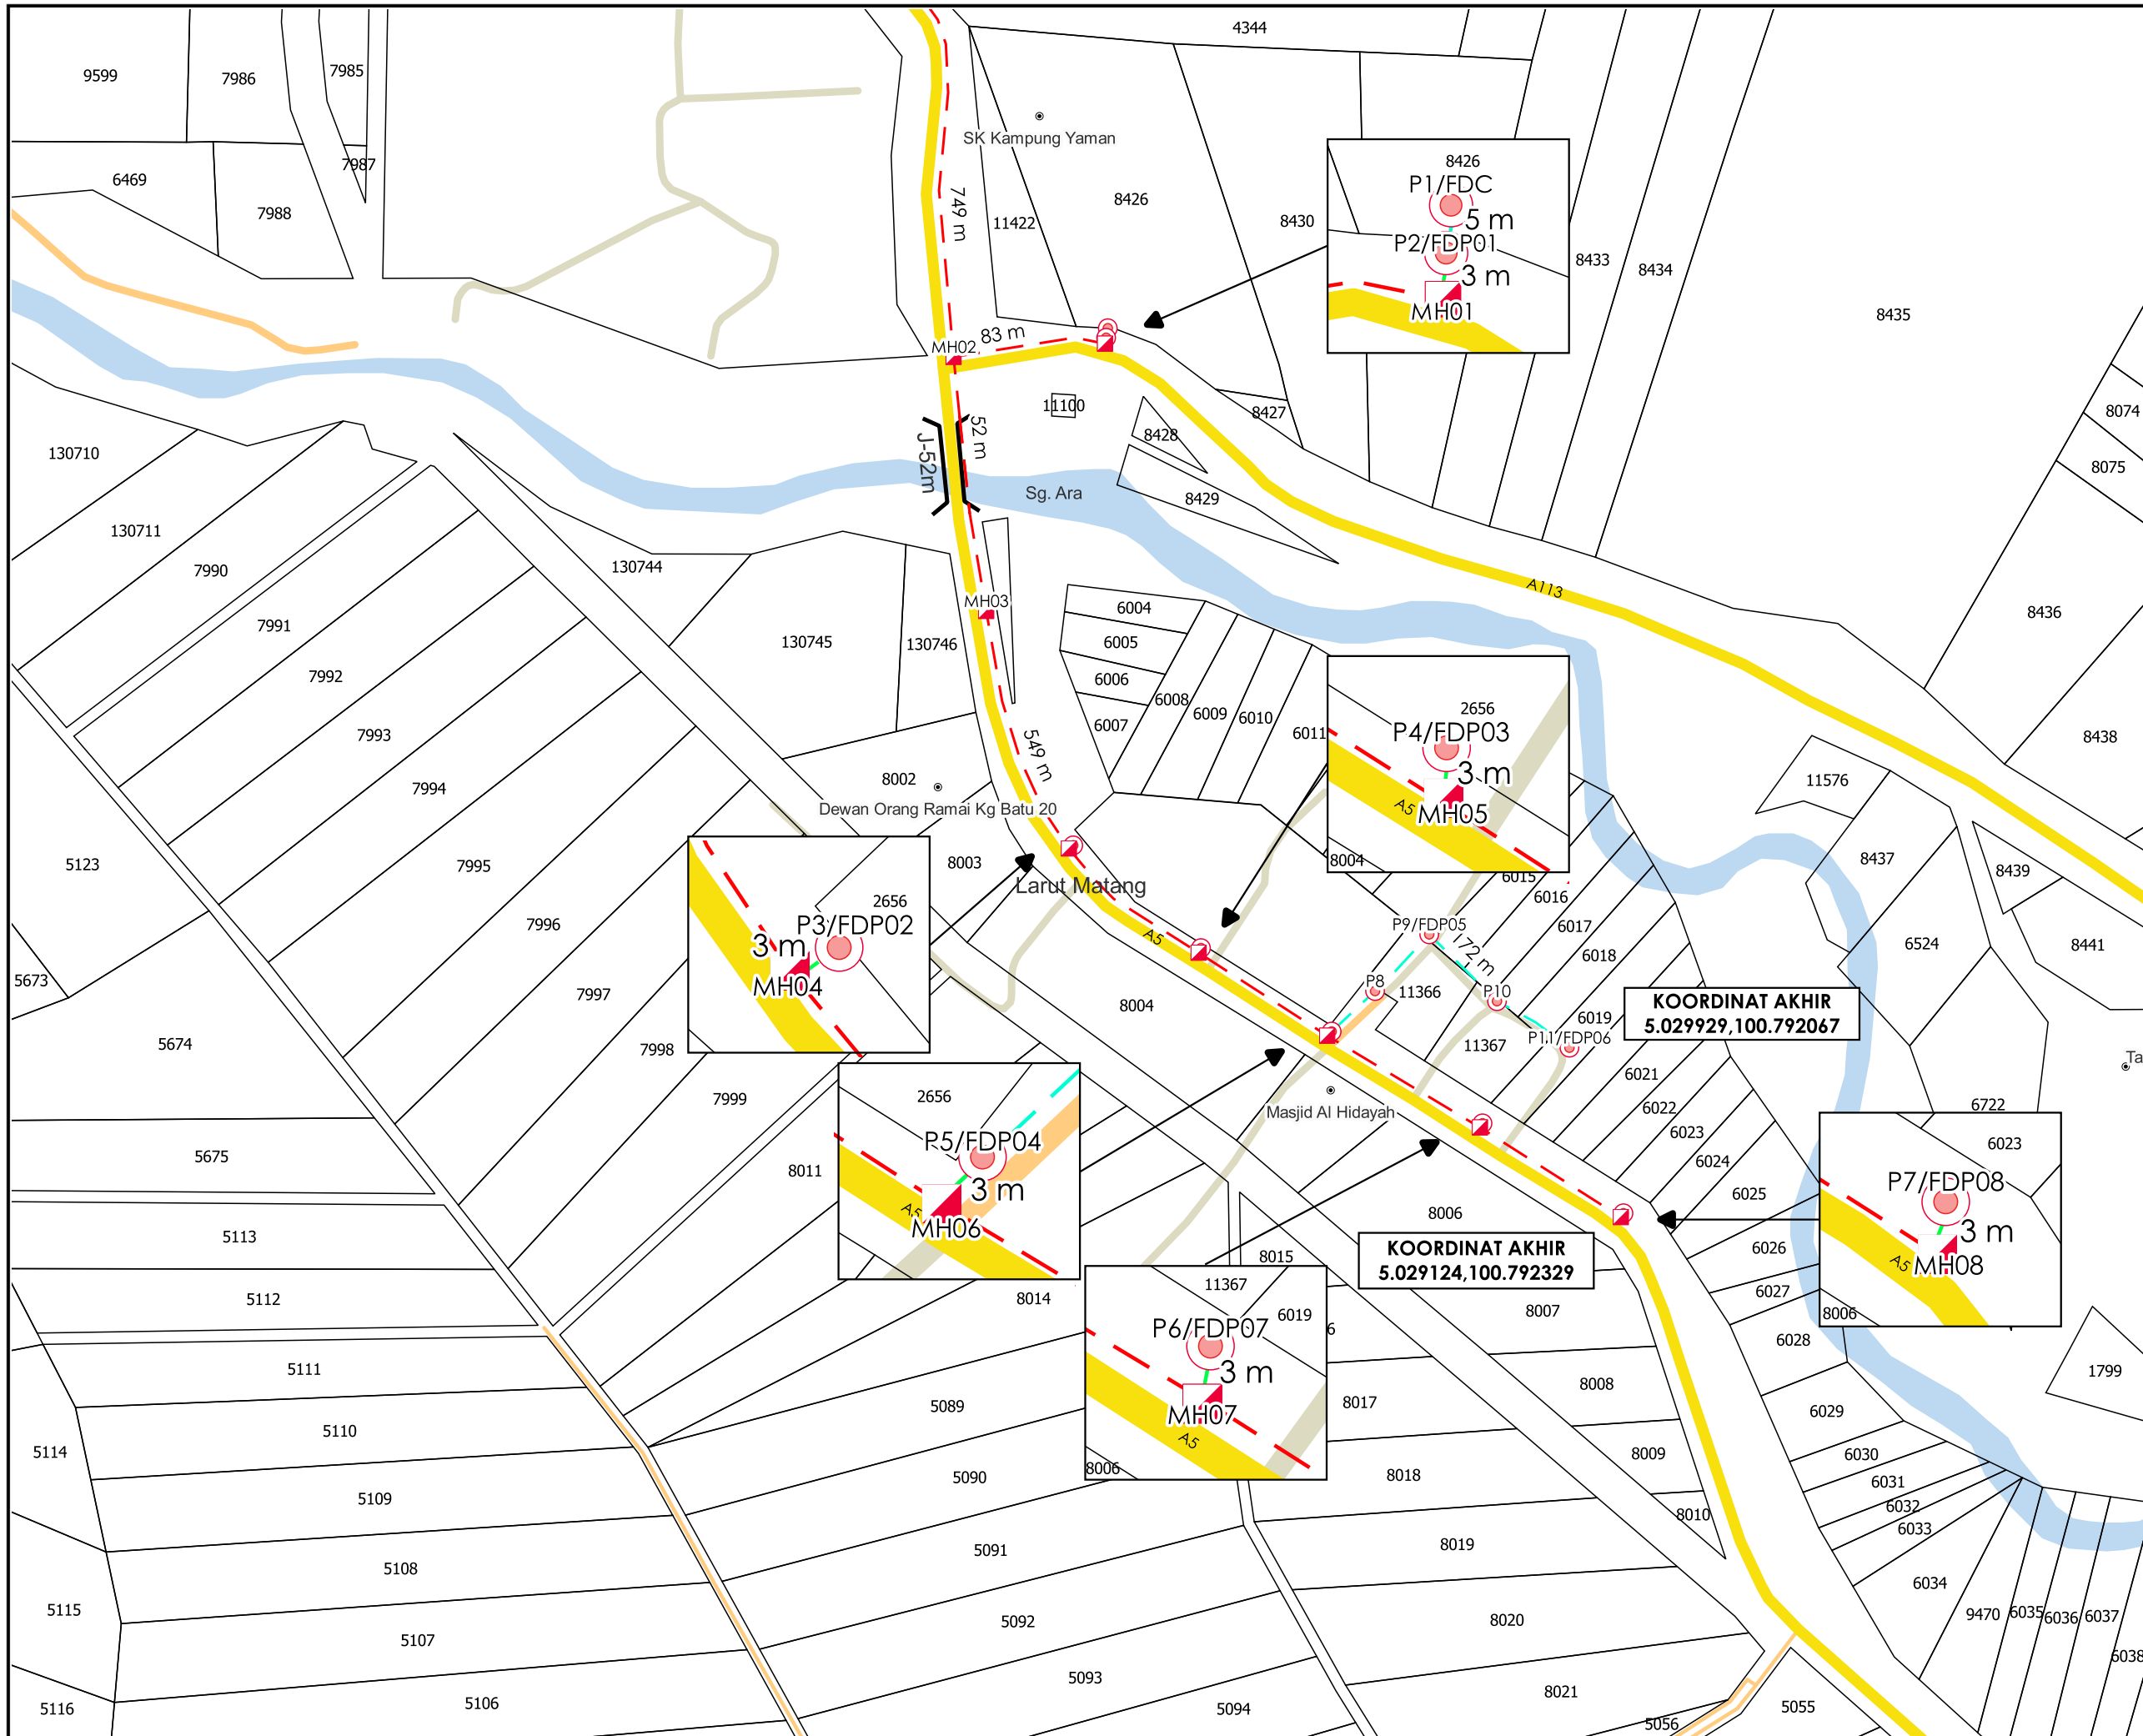 4344
9599
7986
7985
7987
6469
7988
SK Kampung Yaman
749 m
11422
8426
8430
8433
8434
8435
8426
P1/FDC
5 m
P2/FDP01
3 m
MH01
MH02
83 m
11100
8427
8428
8429
52 m
J-52m
Sg. Ara
8074
8075
130710
130711
7990
7991
7992
7993
7994
7995
7996
7997
7998
7999
130744
130745
130746
MH03
A113
6004
6005
6006
6007
6008
6009
6010
6011
8436
8438
549 m
8002
Dewan Orang Ramai Kg Batu 20
8003
Larut Matang
A5
2656
P4/FDP03
3 m
A5
MH05
8004
2656
P3/FDP02
3 m
MH04
11576
8437
8439
8441
6524
6015
6016
6017
6018
6019
6021
6022
6023
6024
6025
6026
6027
6028
6029
6030
6031
6032
6033
6034
P9/FDP05
172 m
P8
P10
P11/FDP06
11366
11367
KOORDINAT AKHIR
5.029929,100.792067
5123
5673
5674
5675
8004
Masjid Al Hidayah
8011
2656
P5/FDP04
3 m
A5
MH06
Ta
6722
6023
P7/FDP08
3 m
A5
MH08
8006
8006
KOORDINAT AKHIR
5.029124,100.792329
8015
8014
11367
6019
6
P6/FDP07
3 m
MH07
A5
8006
8007
8008
8009
8010
8017
8018
8019
8020
8021
1799
5113
5112
5111
5110
5109
5108
5107
5106
5114
5115
5116
5089
5090
5091
5092
5093
5094
9470
6035
6036
6037
6038
5055
5056